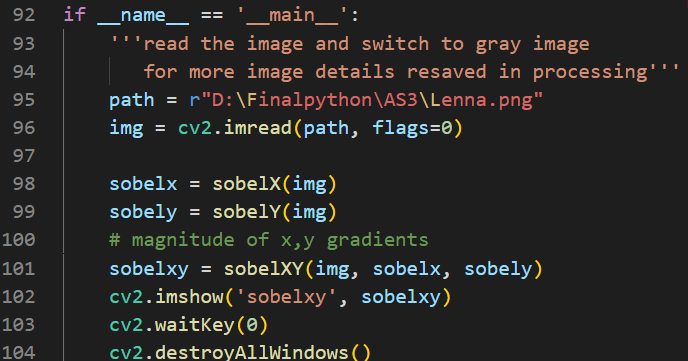 92 if __name__ == '__main__':
93     '''read the image and switch to gray image
94        for more image details resaved in processing'''
95     path = r"D:\Finalpython\AS3\Lenna.png"
96     img = cv2.imread(path, flags=0)
97
98     sobelx = sobelX(img)
99     sobely = sobelY(img)
100     # magnitude of x,y gradients
101     sobelxy = sobelXY(img, sobelx, sobely)
102     cv2.imshow('sobelxy', sobelxy)
103     cv2.waitKey(0)
104     cv2.destroyAllWindows()